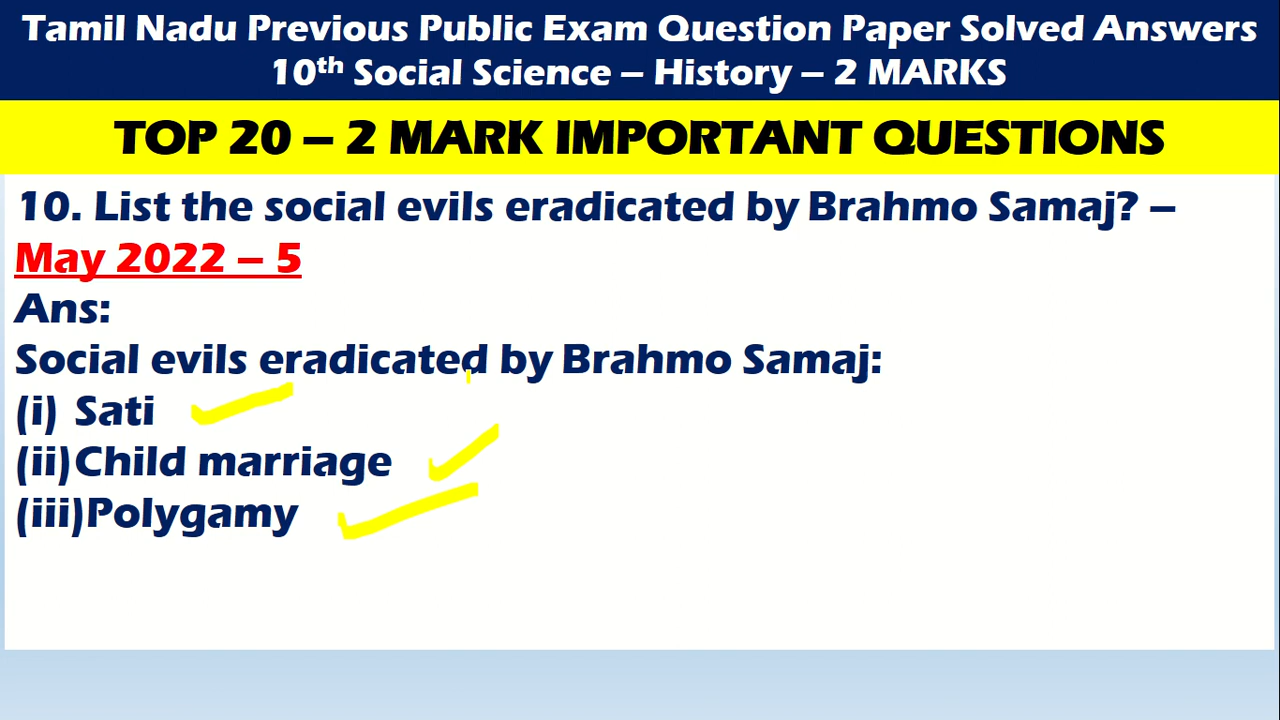 Tamil Nadu Previous Public Exam Question Paper Solved Answers
10th Social Science – History – 2 MARKS
TOP 20 – 2 MARK IMPORTANT QUESTIONS
10. List the social evils eradicated by Brahmo Samaj? –
May 2022 – 5
Ans:
Social evils eradicated by Brahmo Samaj:
(i) Sati
(ii)Child marriage
(iii)Polygamy